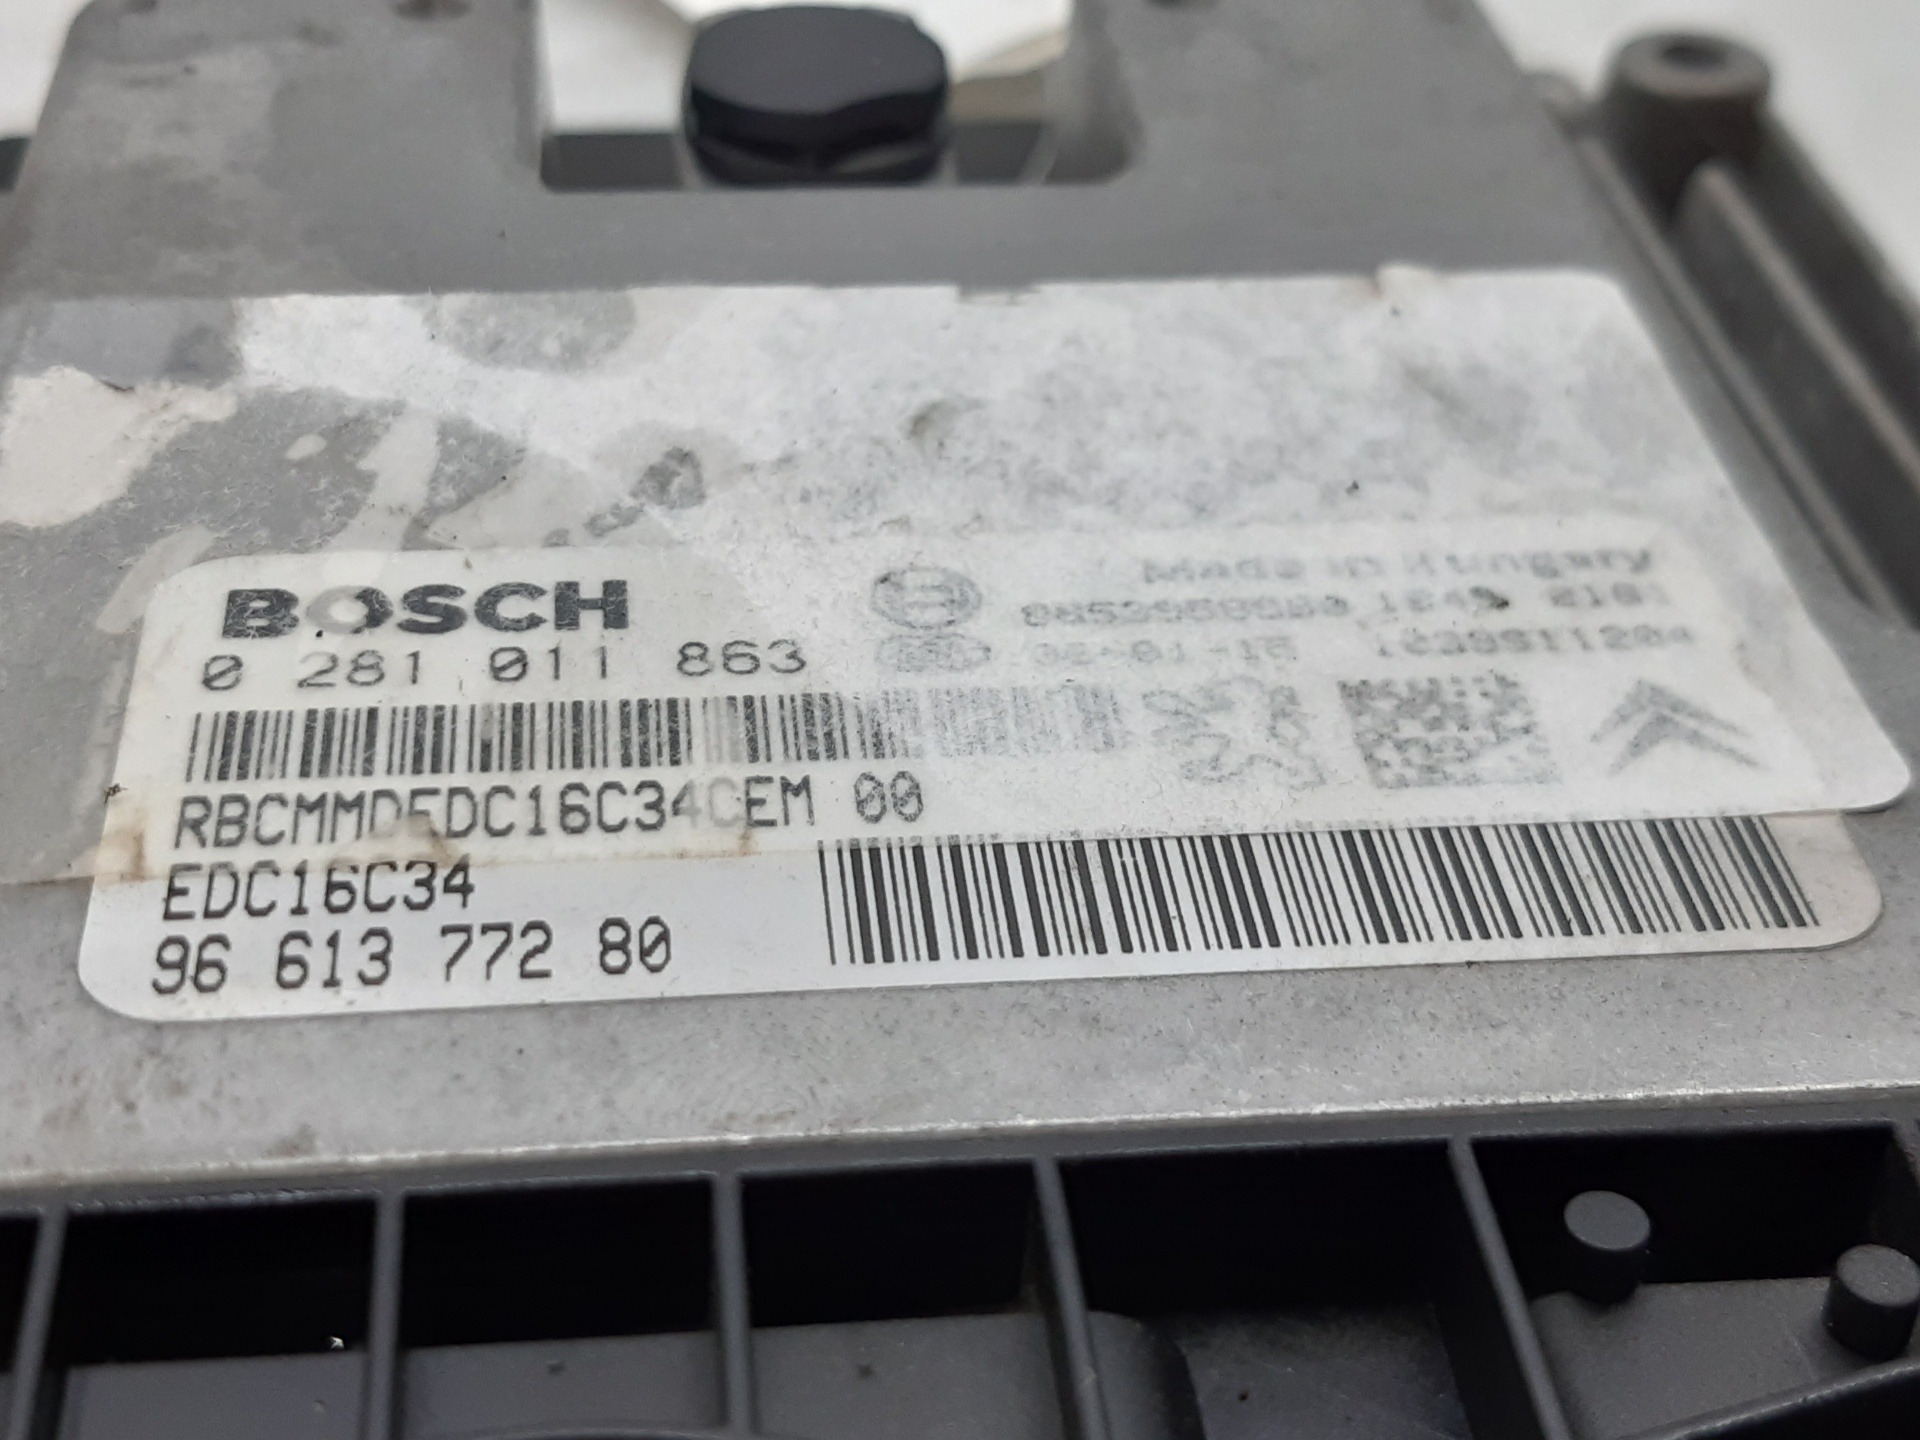 BOSCH
0 281 011 863
Made in Hungary
RBCMMDEDC16C34CEM 00
EDC16C34
96 613 772 80